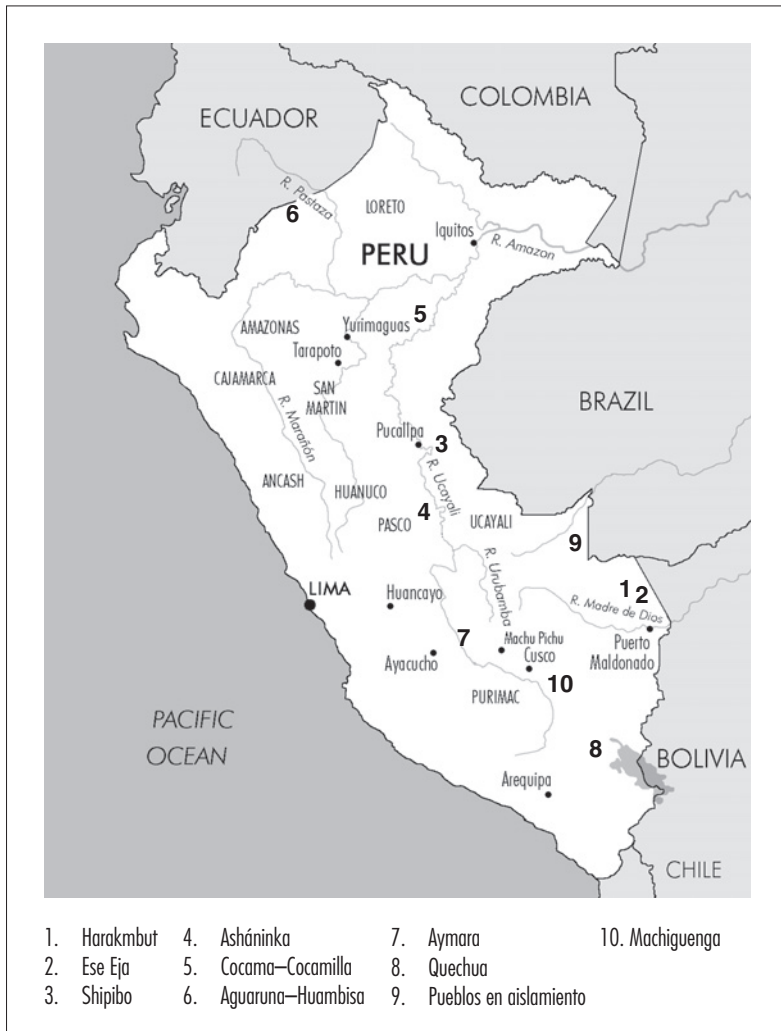 COLOMBIA
ECUADOR
R. Pastaza
6
LORETO
Iquitos
PERU
R. Amazon
5
AMAZONAS
Yurimaguas
Tarapoto
CAJAMARCA
SAN
MARTIN
BRAZIL
R. Marañón
Pucallpa
3
R. Ucayali
ANCASH
HUANUCO
4
PASCO
UCAYALI
9
R. Urubamba
1
2
LIMA
Huancayo
R. Madre de Dios
7
Machu Pichu
Puerto
Maldonado
Ayacucho
Cusco
10
PURIMAC
PACIFIC
OCEAN
8
BOLIVIA
Arequipa
CHILE
1. Harakmbut
2. Ese Eja
3. Shipibo
4. Asháninka
5. Cocama–Cocamilla
6. Aguaruna–Huambisa
7. Aymara
8. Quechua
9. Pueblos en aislamiento
10. Machiguenga